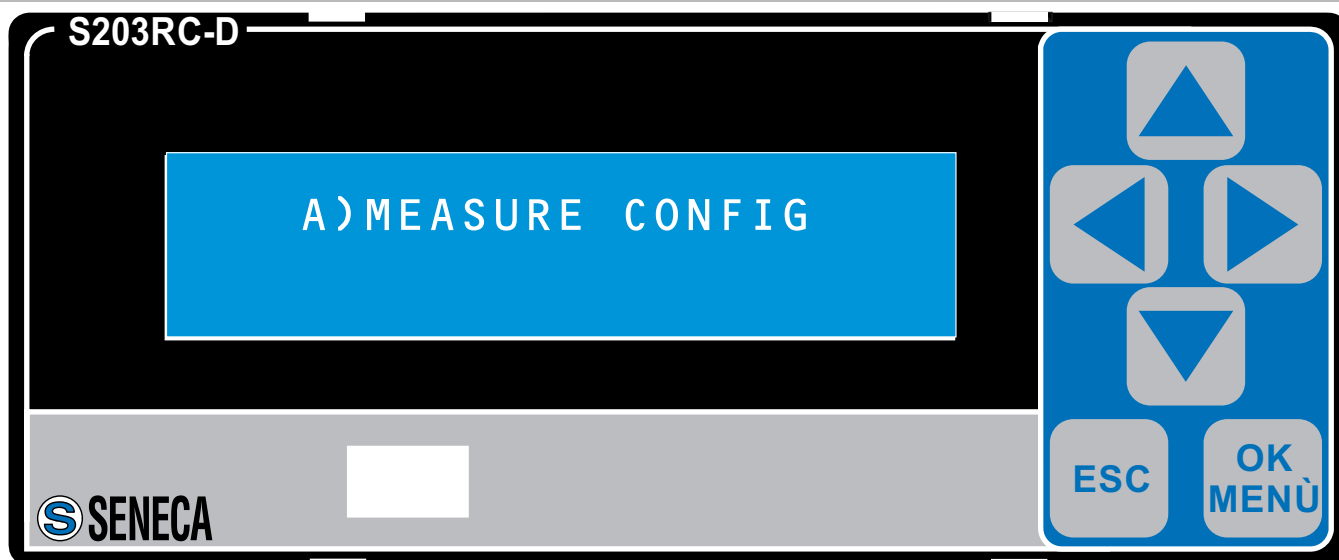 S203RC-D
A)MEASURE CONFIG
ESC
OK
MENÙ
S SENECA